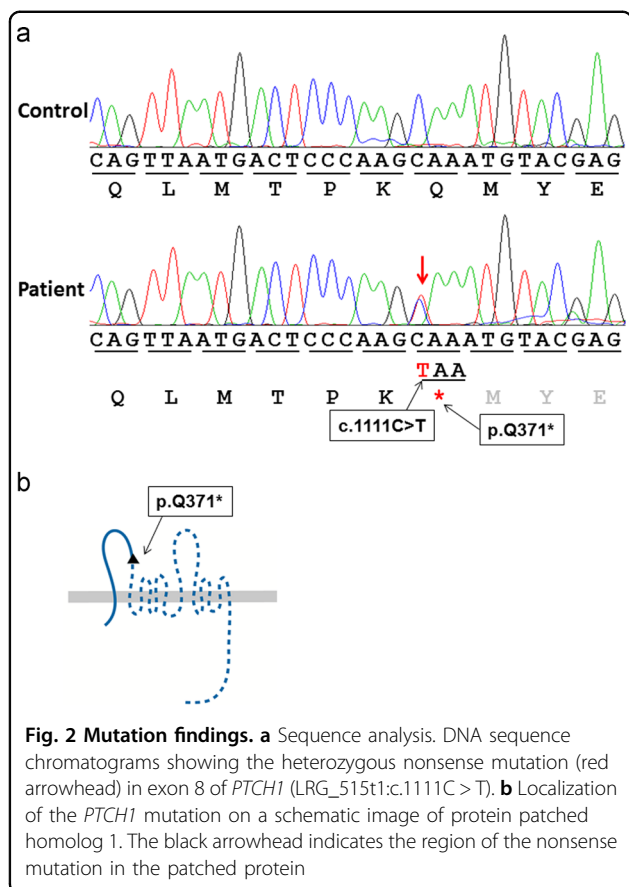 a
Control
CAGTTAATGACTCCCAAGCAAATGTACGAG
Q L M T P K Q M Y E
Patient
CAGTTAATGACTCCCAAGCAAATGTACGAG
TAA
Q L M T P K * M Y E
c.1111C>T
p.Q371*
b
p.Q371*
Fig. 2 Mutation findings. a Sequence analysis. DNA sequence
chromatograms showing the heterozygous nonsense mutation (red
arrowhead) in exon 8 of PTCH1 (LRG_515t1:c.1111C > T). b Localization
of the PTCH1 mutation on a schematic image of protein patched
homolog 1. The black arrowhead indicates the region of the nonsense
mutation in the patched protein